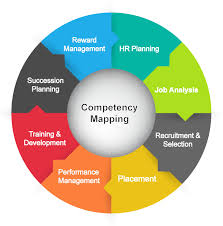 Competency
Mapping
HR Planning
Job Analysis
Recruitment &
Selection
Placement
Performance
Management
Training &
Development
Succession
Planning
Reward
Management